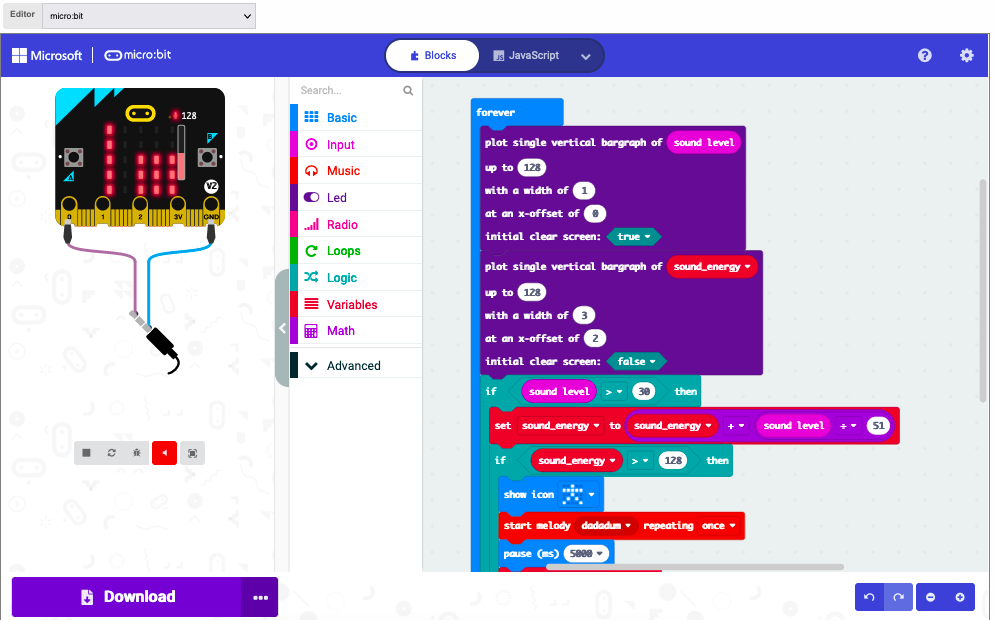 Editor micro:bit
Microsoft micro:bit Blocks JavaScript
128
B
A
V2
0 1 2 3V GND
Search...
Basic
Input
Music
Led
Radio
Loops
Logic
Variables
Math
Advanced
forever
plot single vertical bargraph of sound level
up to 128
with a width of 1
at an x-offset of 0
initial clear screen: true
plot single vertical bargraph of sound_energy
up to 128
with a width of 3
at an x-offset of 2
initial clear screen: false
if sound level > 30 then
set sound_energy to sound_energy + sound level ÷ 51
if sound_energy > 128 then
show icon
start melody dadadum repeating once
pause (ms) 5000
Download